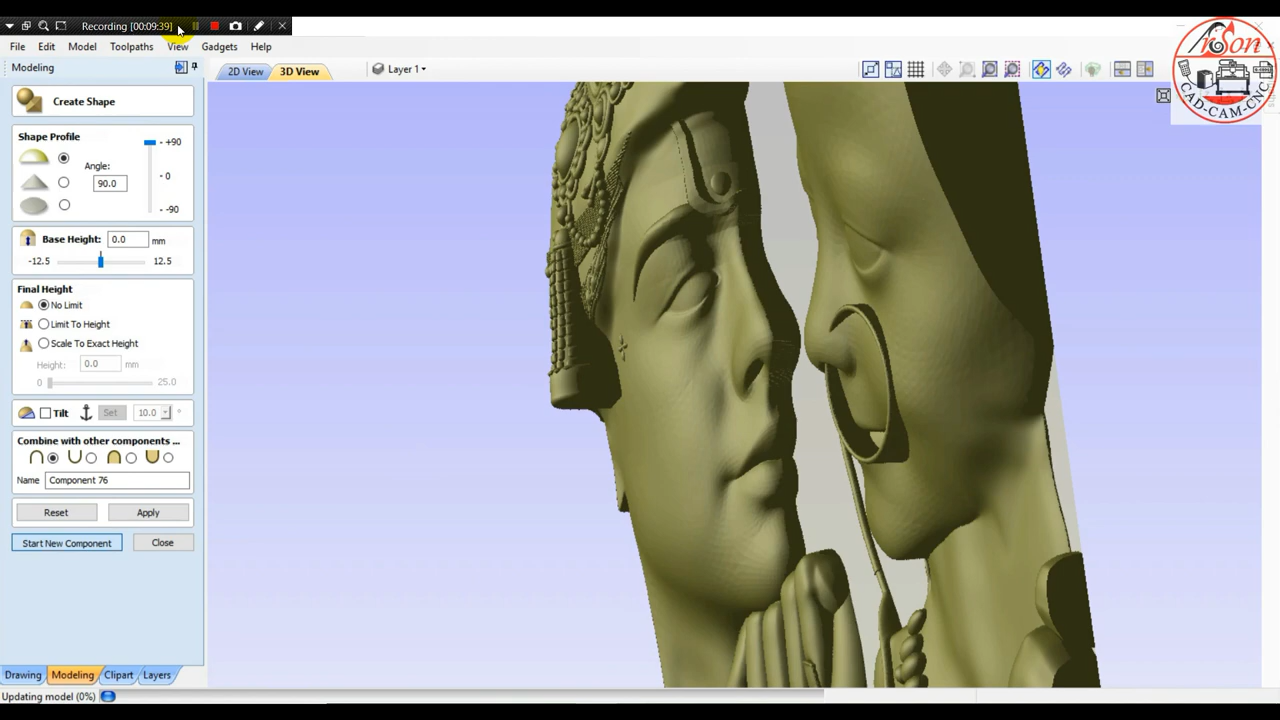 Recording [00:09:39]
File Edit Model Toolpaths View Gadgets Help
Modeling
2D View 3D View Layer 1
Create Shape
Shape Profile
+90
Angle:
0
90.0
-90
Base Height: 0.0 mm
-12.5 12.5
Final Height
No Limit
Limit To Height
Scale To Exact Height
Height: 0.0 mm
0 25.0
Tilt Set 10.0 °
Combine with other components ...
Name Component 76
Reset Apply
Start New Component Close
Drawing Modeling Clipart Layers
Updating model (0%)
CAD-CAM-CNC